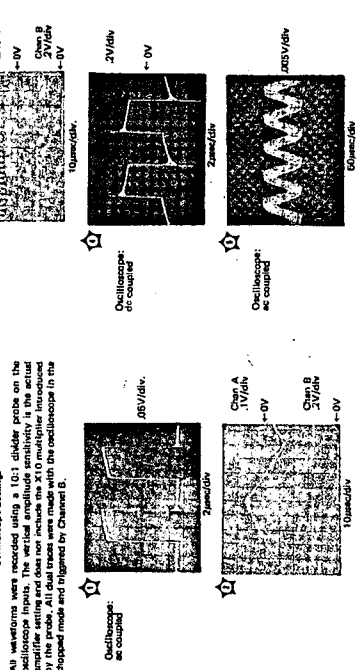 All waveforms were recorded using a 10:1 divider probe on the
oscilloscope inputs. The vertical amplitude sensitivity is the actual
amplifier setting and does not include the X10 multiplier introduced
by the probe. All dual traces were made with the oscilloscope in the
chopped mode and triggered by Channel B.
Oscilloscope:
ac coupled
.05V/div.
2µsec/div
Chan A
.1V/div
←0V
Chan B
.2V/div
←0V
10µsec/div
←0V
Chan B
.2V/div
←0V
10µsec/div.
Oscilloscope:
dc coupled
.2V/div
←0V
2µsec/div
Oscilloscope:
ac coupled
.005V/div
50µsec/div